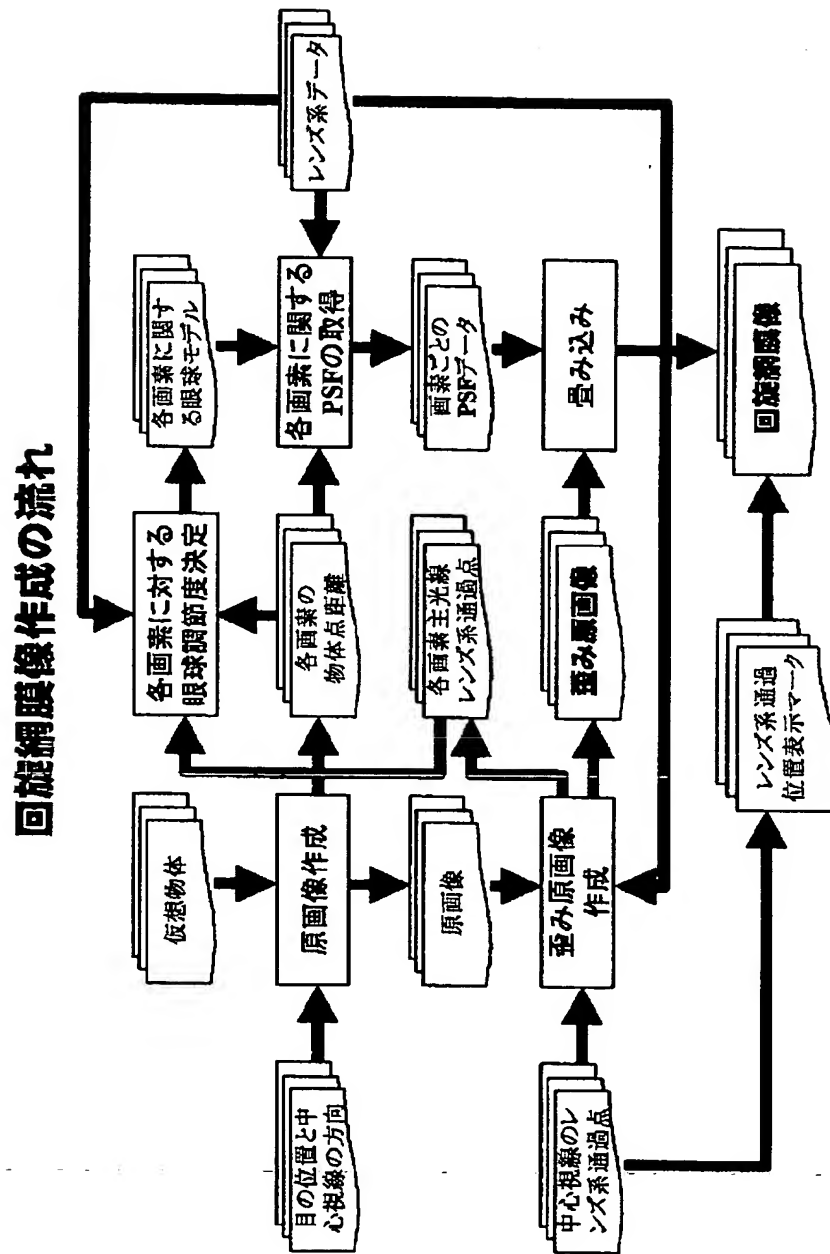 回旋網膜像作成の流れ
目の位置と中
心視線の方向
中心視線のレ
ンズ系通過点
仮想物体
原画像作成
原画像
歪み原画像
作成
各画素に対する
眼球調節度決定
各画素の
物体点距離
各画素主光線
レンズ系通過点
歪み原画像
レンズ系通過
位置表示マーク
各画素に関す
る眼球モデル
各画素に関する
PSFの取得
画素ごとの
PSFデータ
畳み込み
回旋網膜像
レンズ系データ